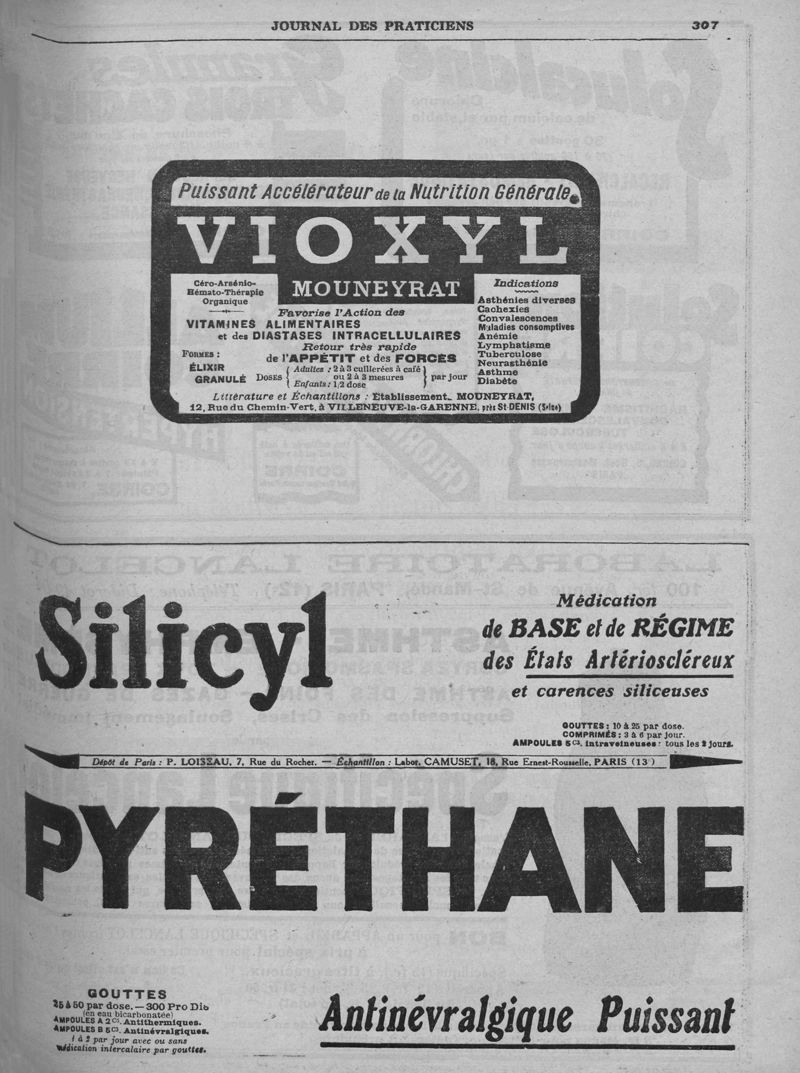 JOURNAL DES PRATICIENS 307
Puissant Accélérateur de la Nutrition Générale
VIOXYL
MOUNEYRAT
Céro-Arsénio-
Hémato-Thérapie
Organique
Favorise l'Action des
VITAMINES ALIMENTAIRES
et des DIASTASES INTRACELLULAIRES
Retour très rapide
de l'APPÉTIT et des FORCES
FORMES :
ÉLIXIR
GRANULÉ
DOSES
Adultes : 2 à 3 cuillerées à café
ou 2 à 3 mesures
Enfants : 1/2 dose
par jour
Indications
Asthénies diverses
Cachexies
Convalescences
Maladies consomptives
Anémie
Lymphatisme
Tuberculose
Neurasthénie
Asthme
Diabète
Littérature et Échantillons : Établissement MOUNEYRAT,
12, Rue du Chemin-Vert, à VILLENEUVE-la-GARENNE, près St-DENIS (Seine)
Silicyl
Médication
de BASE et de RÉGIME
des États Artérioscléreux
et carences siliceuses
GOUTTES : 10 à 25 par dose.
COMPRIMÉS : 3 à 6 par jour.
AMPOULES 5 cc. intraveineuses : tous les 2 jours.
Dépôt de Paris : P. LOISEAU, 7, Rue du Rocher. — Échantillon : Labor. CAMUSET, 18, Rue Ernest-Rousselle, PARIS (13e)
PYRÉTHANE
GOUTTES
25 à 50 par dose. — 300 Pro Die
(en eau bicarbonatée)
AMPOULES A 2 cc. Antithermiques.
AMPOULES B 5 cc. Antinévralgiques.
1 à 2 par jour avec ou sans
médication intercalaire par gouttes.
Antinévralgique Puissant